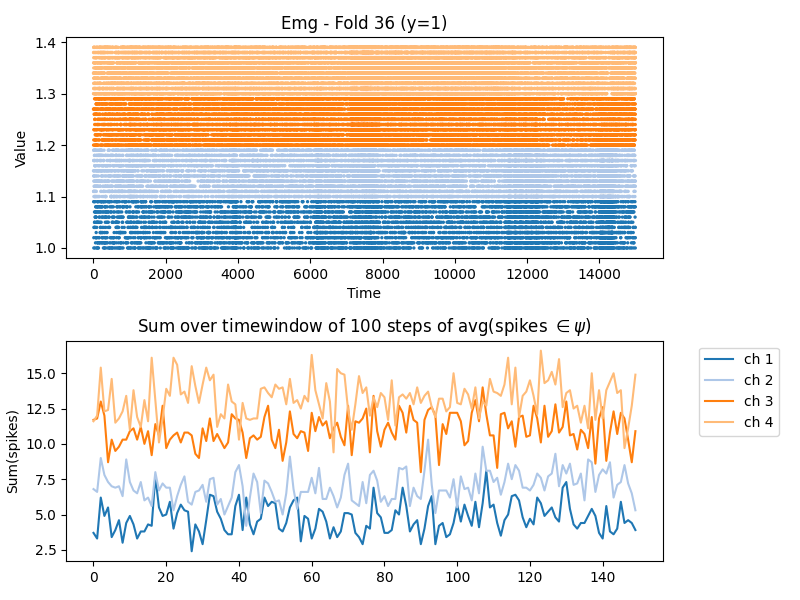 Emg - Fold 36 (y=1)
1.4
1.3
1.2
1.1
1.0
Value
0 2000 4000 6000 8000 10000 12000 14000
Time
Sum over timewindow of 100 steps of avg(spikes ∈ ψ)
15.0
12.5
10.0
7.5
5.0
2.5
Sum(spikes)
0 20 40 60 80 100 120 140
ch 1
ch 2
ch 3
ch 4